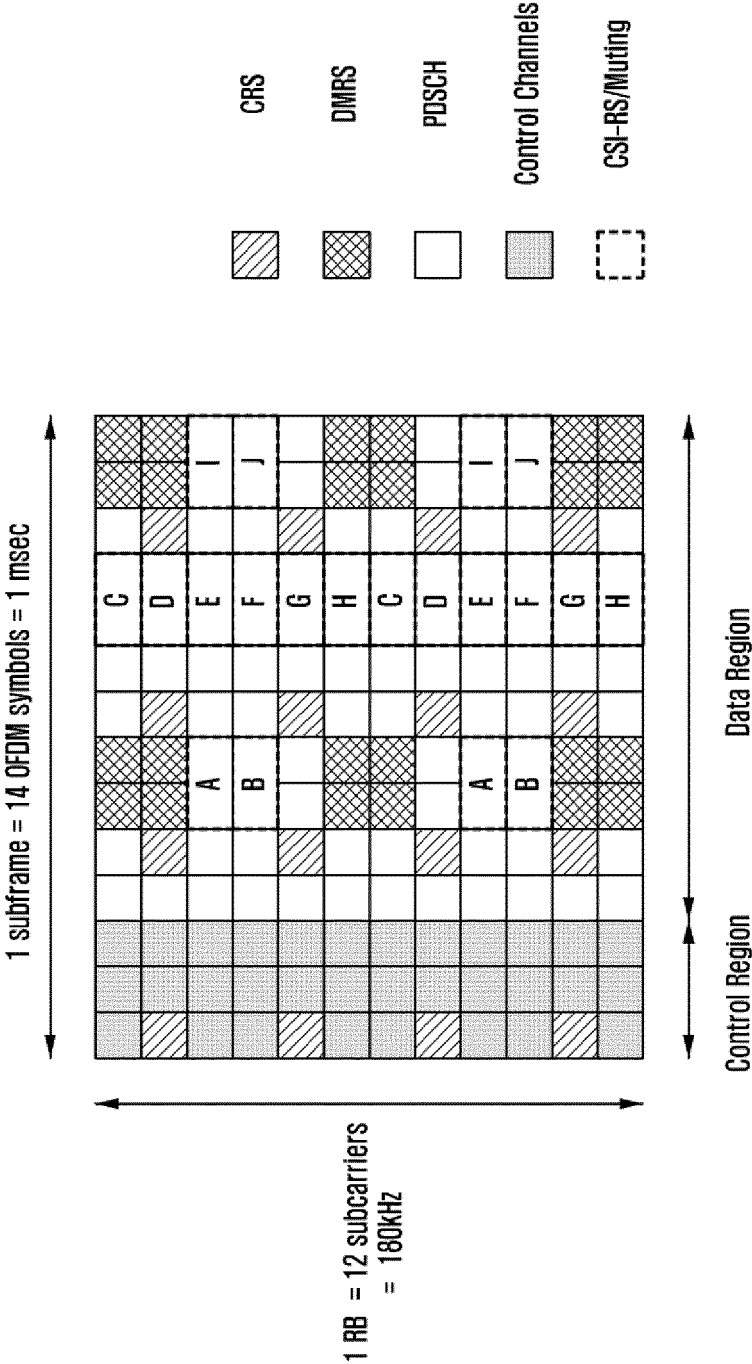 1 subframe = 14 OFDM symbols = 1 msec
1 RB = 12 subcarriers
= 180kHz
C
D
A E I
B F J
G
H
C
D
A E I
B F J
G
H
Control Region
Data Region
CRS
DMRS
PDSCH
Control Channels
CSI-RS/Muting